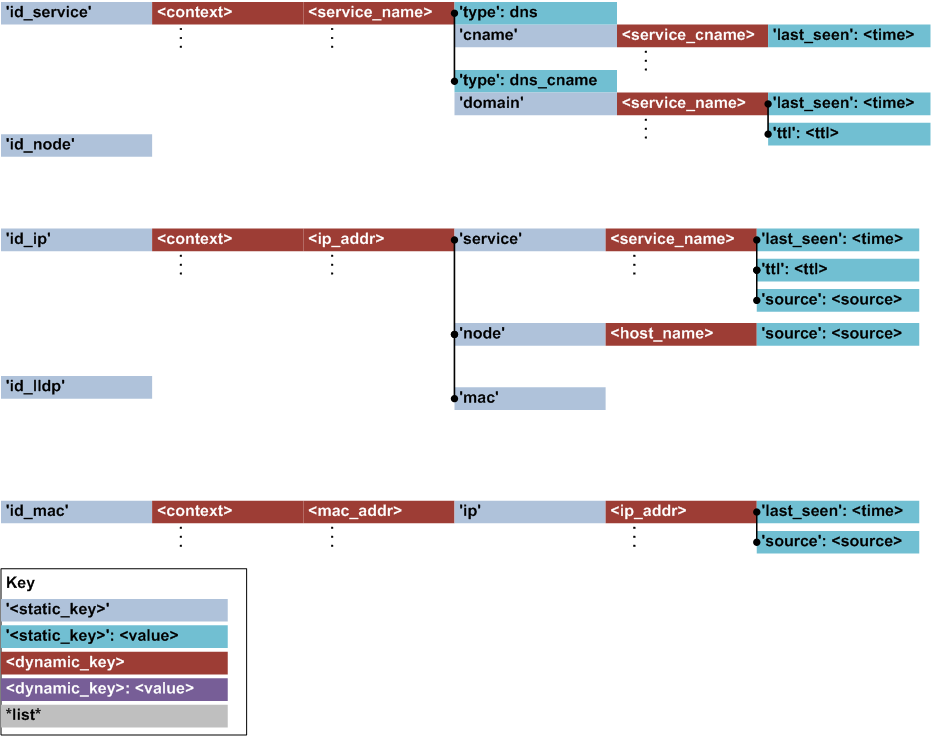 'id_service' <context> <service_name> 'type': dns
'cname' <service_cname> 'last_seen': <time>
'type': dns_cname
'domain' <service_name> 'last_seen': <time>
'ttl': <ttl>
'id_node'
'id_ip' <context> <ip_addr> 'service' <service_name> 'last_seen': <time>
'ttl': <ttl>
'source': <source>
'node' <host_name> 'source': <source>
'id_lldp'
'mac'
'id_mac' <context> <mac_addr> 'ip' <ip_addr> 'last_seen': <time>
'source': <source>
Key
'<static_key>'
'<static_key>': <value>
<dynamic_key>
<dynamic_key>: <value>
*list*